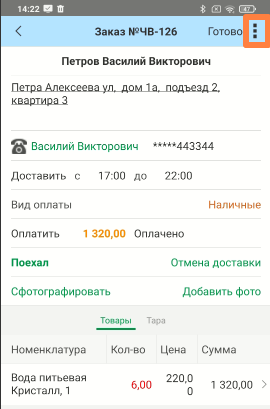 14:22
Заказ №ЧВ-126
Готово
Петров Василий Викторович
Петра Алексеева ул, дом 1а, подъезд 2,
квартира 3
Василий Викторович *****443344
Доставить с 17:00 до 22:00
Вид оплаты Наличные
Оплатить 1 320,00 Оплачено
Поехал Отмена доставки
Сфотографировать Добавить фото
Товары Тара
Номенклатура Кол-во Цена Сумма
Вода питьевая
Кристалл, 1 6,00 220,0
0 1 320,00